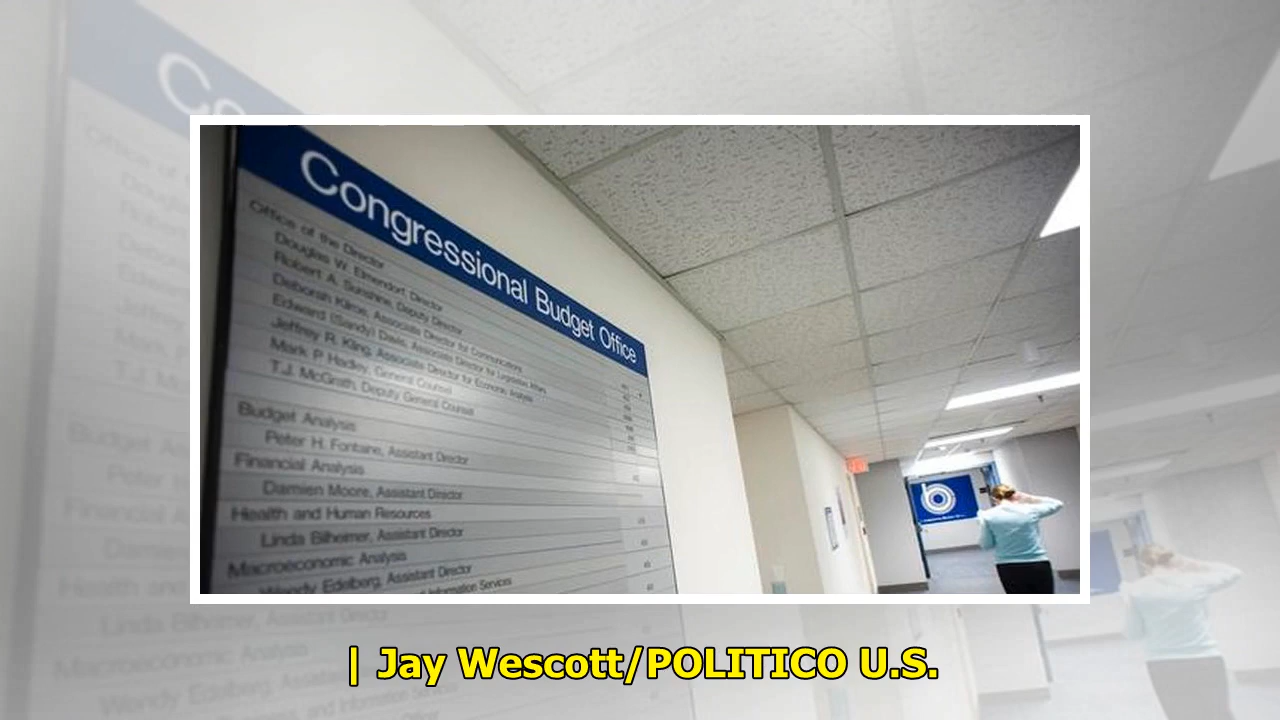 Congressional Budget Office
Office of the Director
Douglas W. Elmendorf, Director
Robert A. Sunshine, Deputy Director
Deborah Kilroe, Associate Director for Communications
Edward (Sandy) Davis, Associate Director for Legislative Affairs
Jeffrey R. Kling, Associate Director for Economic Analysis
Mark P. Hadley, General Counsel
T.J. McGrath, Deputy General Counsel
Budget Analysis
Peter H. Fontaine, Assistant Director
Financial Analysis
Damien Moore, Assistant Director
Health and Human Resources
Linda Bilheimer, Assistant Director
Macroeconomic Analysis
Wendy Edelberg, Assistant Director
Information Services
| Jay Wescott/POLITICO U.S.